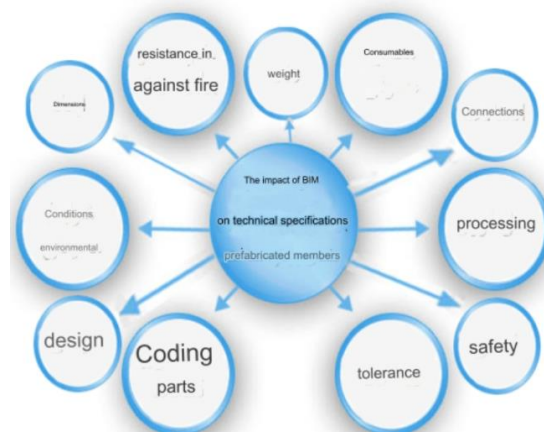 resistance in
against fire
weight
Consumables
Dimensions
Connections
The impact of BIM
on technical specifications
prefabricated members
Conditions
environmental
processing
design
Coding
parts
tolerance
safety